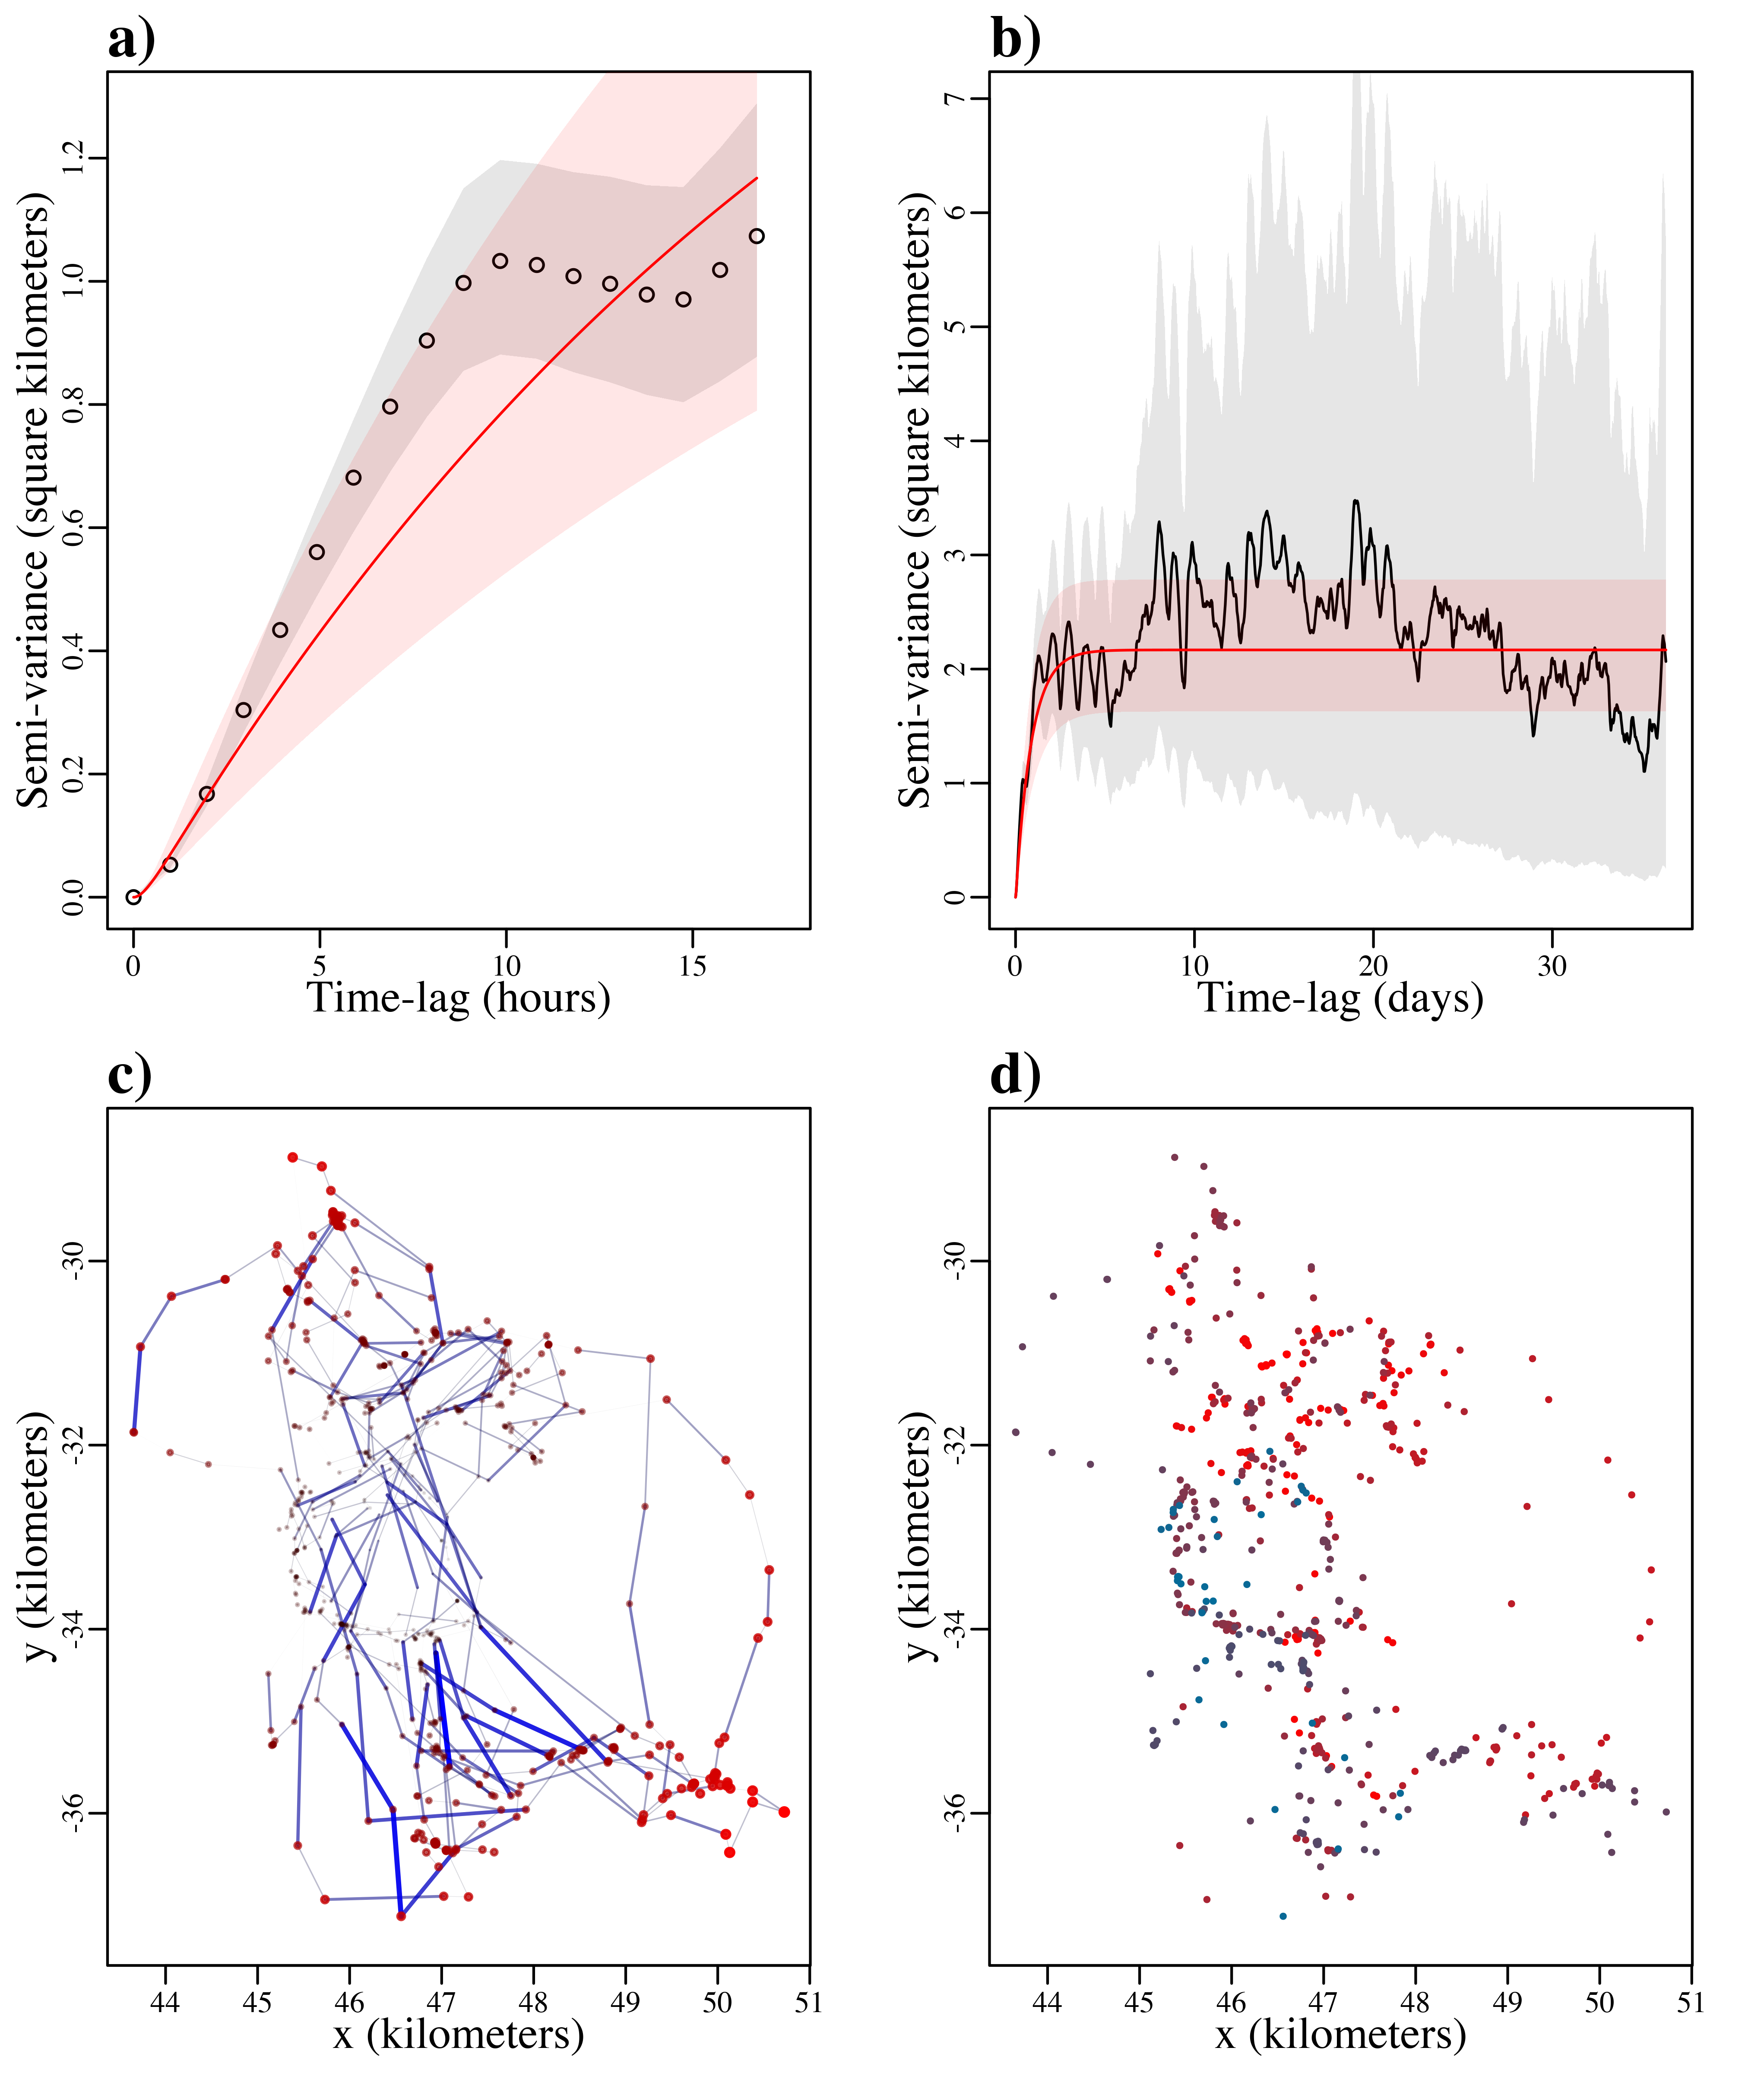 a)
Semi-variance (square kilometers)
1.2
1.0
0.8
0.6
0.4
0.2
0.0
0 5 10 15
Time-lag (hours)
b)
Semi-variance (square kilometers)
7
6
5
4
3
2
1
0
0 10 20 30
Time-lag (days)
c)
y (kilometers)
-30
-32
-34
-36
44 45 46 47 48 49 50 51
x (kilometers)
d)
y (kilometers)
-30
-32
-34
-36
44 45 46 47 48 49 50 51
x (kilometers)